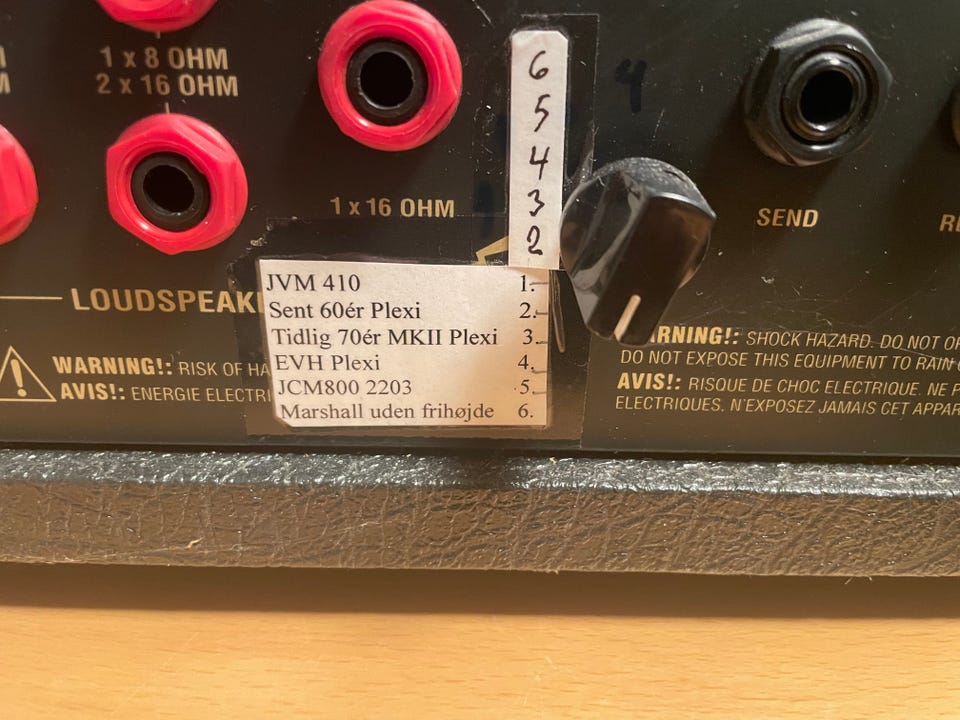 1 x 8 OHM
2 x 16 OHM
1 x 16 OHM
6
5
4
3
2
4
SEND
LOUDSPEAK
WARNING!: RISK OF HA
AVIS!: ENERGIE ELECTRI
JVM 410 1.
Sent 60ér Plexi 2.
Tidlig 70ér MKII Plexi 3.
EVH Plexi 4.
JCM800 2203 5.
Marshall uden frihøjde 6.
RNING!: SHOCK HAZARD. DO NOT OP
DO NOT EXPOSE THIS EQUIPMENT TO RAIN O
AVIS!: RISQUE DE CHOC ELECTRIQUE. NE P
ELECTRIQUES, N'EXPOSEZ JAMAIS CET APPAR